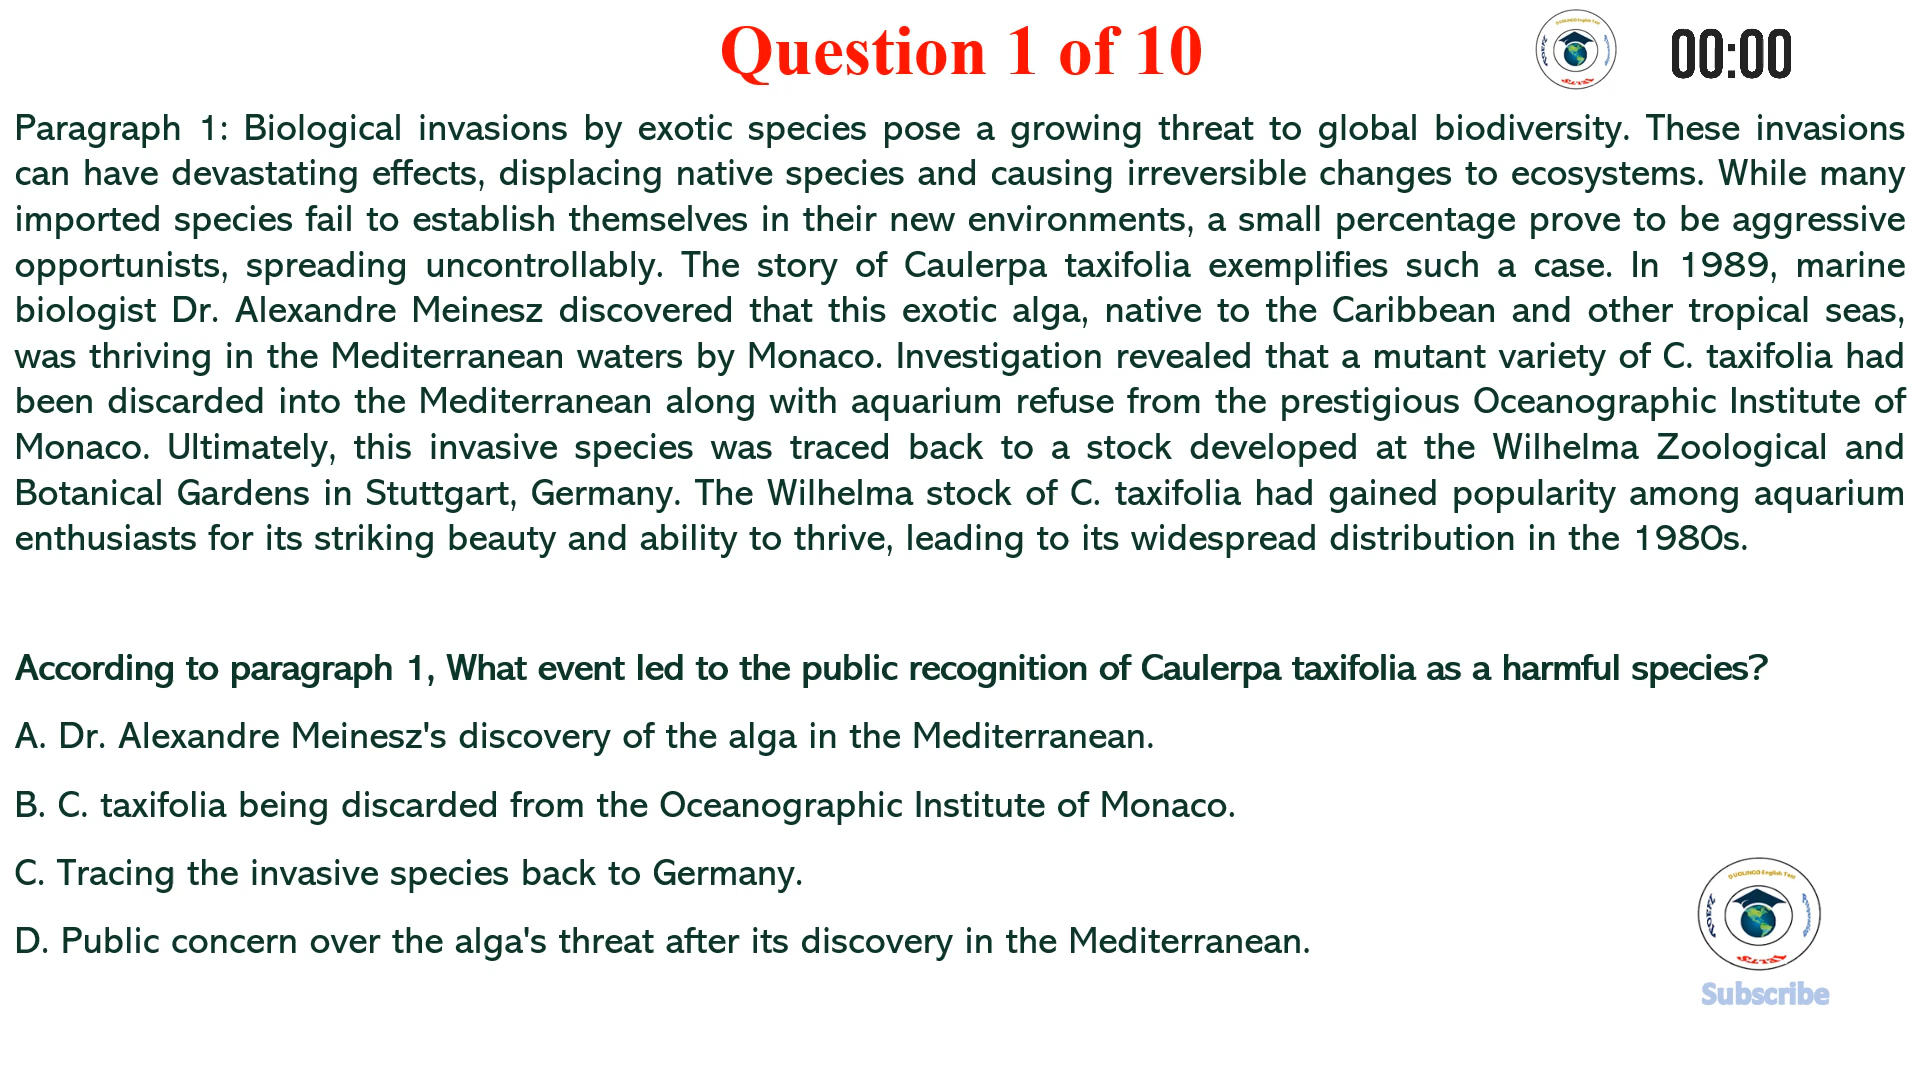 Question 1 of 10
00:00
Paragraph 1: Biological invasions by exotic species pose a growing threat to global biodiversity. These invasions
can have devastating effects, displacing native species and causing irreversible changes to ecosystems. While many
imported species fail to establish themselves in their new environments, a small percentage prove to be aggressive
opportunists, spreading uncontrollably. The story of Caulerpa taxifolia exemplifies such a case. In 1989, marine
biologist Dr. Alexandre Meinesz discovered that this exotic alga, native to the Caribbean and other tropical seas,
was thriving in the Mediterranean waters by Monaco. Investigation revealed that a mutant variety of C. taxifolia had
been discarded into the Mediterranean along with aquarium refuse from the prestigious Oceanographic Institute of
Monaco. Ultimately, this invasive species was traced back to a stock developed at the Wilhelma Zoological and
Botanical Gardens in Stuttgart, Germany. The Wilhelma stock of C. taxifolia had gained popularity among aquarium
enthusiasts for its striking beauty and ability to thrive, leading to its widespread distribution in the 1980s.
According to paragraph 1, What event led to the public recognition of Caulerpa taxifolia as a harmful species?
A. Dr. Alexandre Meinesz's discovery of the alga in the Mediterranean.
B. C. taxifolia being discarded from the Oceanographic Institute of Monaco.
C. Tracing the invasive species back to Germany.
D. Public concern over the alga's threat after its discovery in the Mediterranean.
DUOLINGO English Test
IELTS
Subscribe